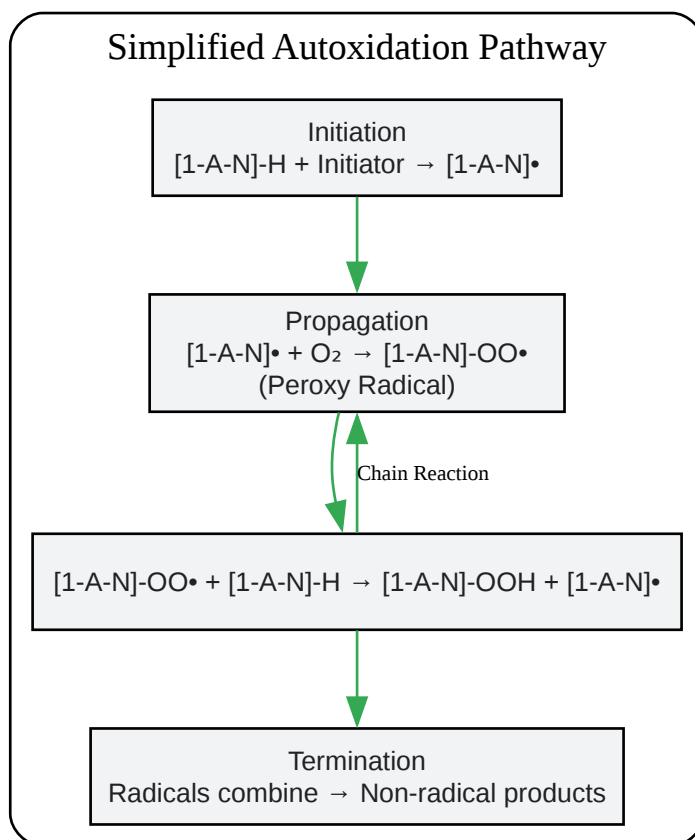 Simplified Autoxidation Pathway
Initiation
[1-A-N]-H + Initiator → [1-A-N]•
Propagation
[1-A-N]• + O₂ → [1-A-N]-OO•
(Peroxy Radical)
Chain Reaction
[1-A-N]-OO• + [1-A-N]-H → [1-A-N]-OOH + [1-A-N]•
Termination
Radicals combine → Non-radical products